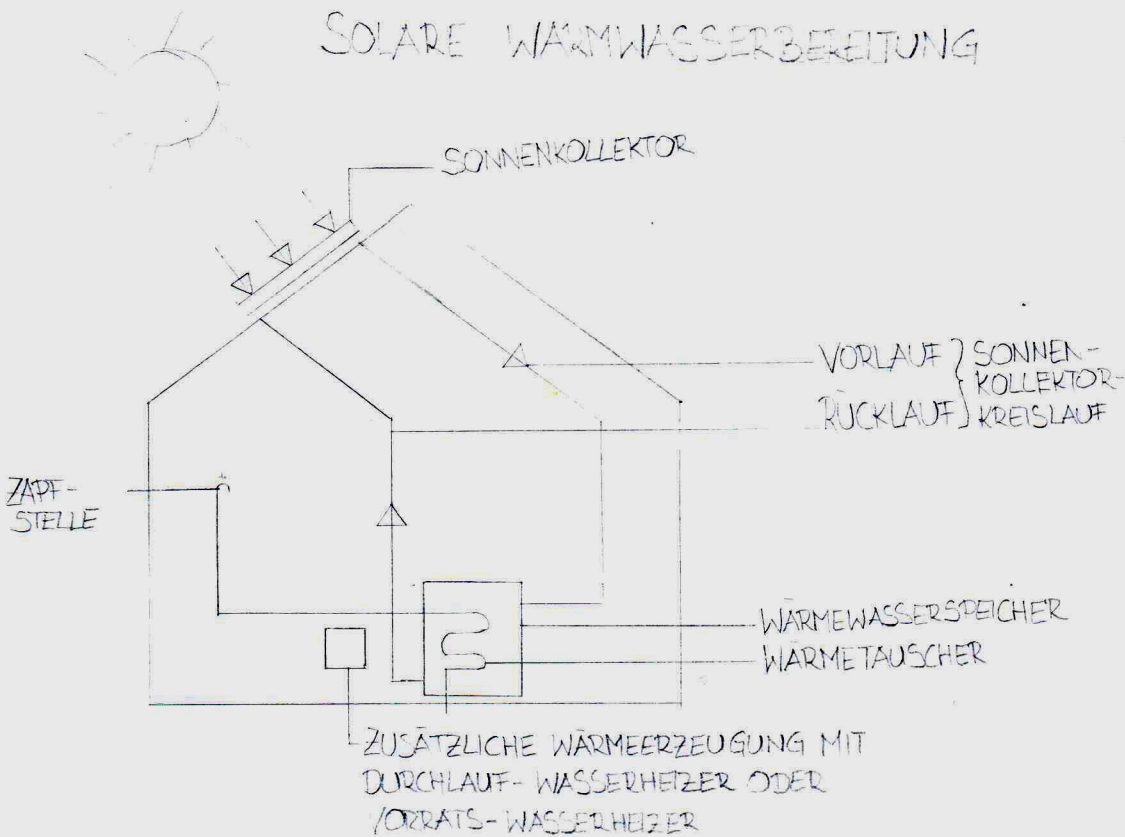 SOLARE WARMWASSERBEREITUNG
SONNENKOLLEKTOR
VORLAUF } SONNEN-
KOLLEKTOR-
RÜCKLAUF } KREISLAUF
ZAPF-
STELLE
WÄRMEWASSERSPEICHER
WÄRMETAUSCHER
ZUSÄTZLICHE WÄRMEERZEUGUNG MIT
DURCHLAUF-WASSERHEIZER ODER
VORRATS-WASSERHEIZER